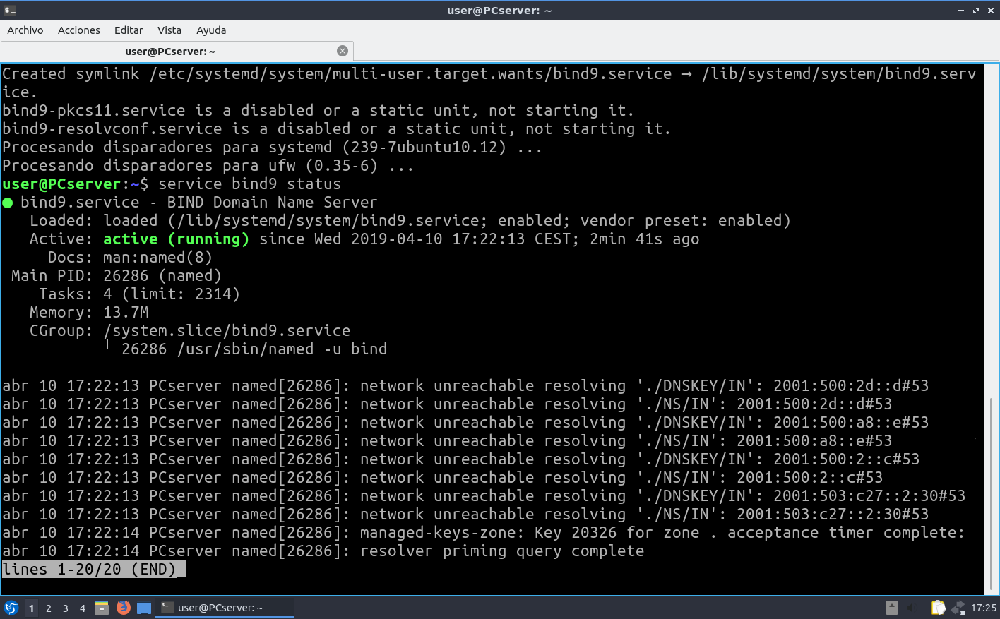 user@PCserver: ~
Archivo Acciones Editar Vista Ayuda
user@PCserver: ~
Created symlink /etc/systemd/system/multi-user.target.wants/bind9.service → /lib/systemd/system/bind9.serv
ice.
bind9-pkcs11.service is a disabled or a static unit, not starting it.
bind9-resolvconf.service is a disabled or a static unit, not starting it.
Procesando disparadores para systemd (239-7ubuntu10.12) ...
Procesando disparadores para ufw (0.35-6) ...
user@PCserver:~$ service bind9 status
● bind9.service - BIND Domain Name Server
Loaded: loaded (/lib/systemd/system/bind9.service; enabled; vendor preset: enabled)
Active: active (running) since Wed 2019-04-10 17:22:13 CEST; 2min 41s ago
Docs: man:named(8)
Main PID: 26286 (named)
Tasks: 4 (limit: 2314)
Memory: 13.7M
CGroup: /system.slice/bind9.service
└─26286 /usr/sbin/named -u bind
abr 10 17:22:13 PCserver named[26286]: network unreachable resolving './DNSKEY/IN': 2001:500:2d::d#53
abr 10 17:22:13 PCserver named[26286]: network unreachable resolving './NS/IN': 2001:500:2d::d#53
abr 10 17:22:13 PCserver named[26286]: network unreachable resolving './DNSKEY/IN': 2001:500:a8::e#53
abr 10 17:22:13 PCserver named[26286]: network unreachable resolving './NS/IN': 2001:500:a8::e#53
abr 10 17:22:13 PCserver named[26286]: network unreachable resolving './DNSKEY/IN': 2001:500:2::c#53
abr 10 17:22:13 PCserver named[26286]: network unreachable resolving './NS/IN': 2001:500:2::c#53
abr 10 17:22:13 PCserver named[26286]: network unreachable resolving './DNSKEY/IN': 2001:503:c27::2:30#53
abr 10 17:22:13 PCserver named[26286]: network unreachable resolving './NS/IN': 2001:503:c27::2:30#53
abr 10 17:22:14 PCserver named[26286]: managed-keys-zone: Key 20326 for zone . acceptance timer complete:
abr 10 17:22:14 PCserver named[26286]: resolver priming query complete
lines 1-20/20 (END)
1 2 3 4 user@PCserver: ~ 17:25